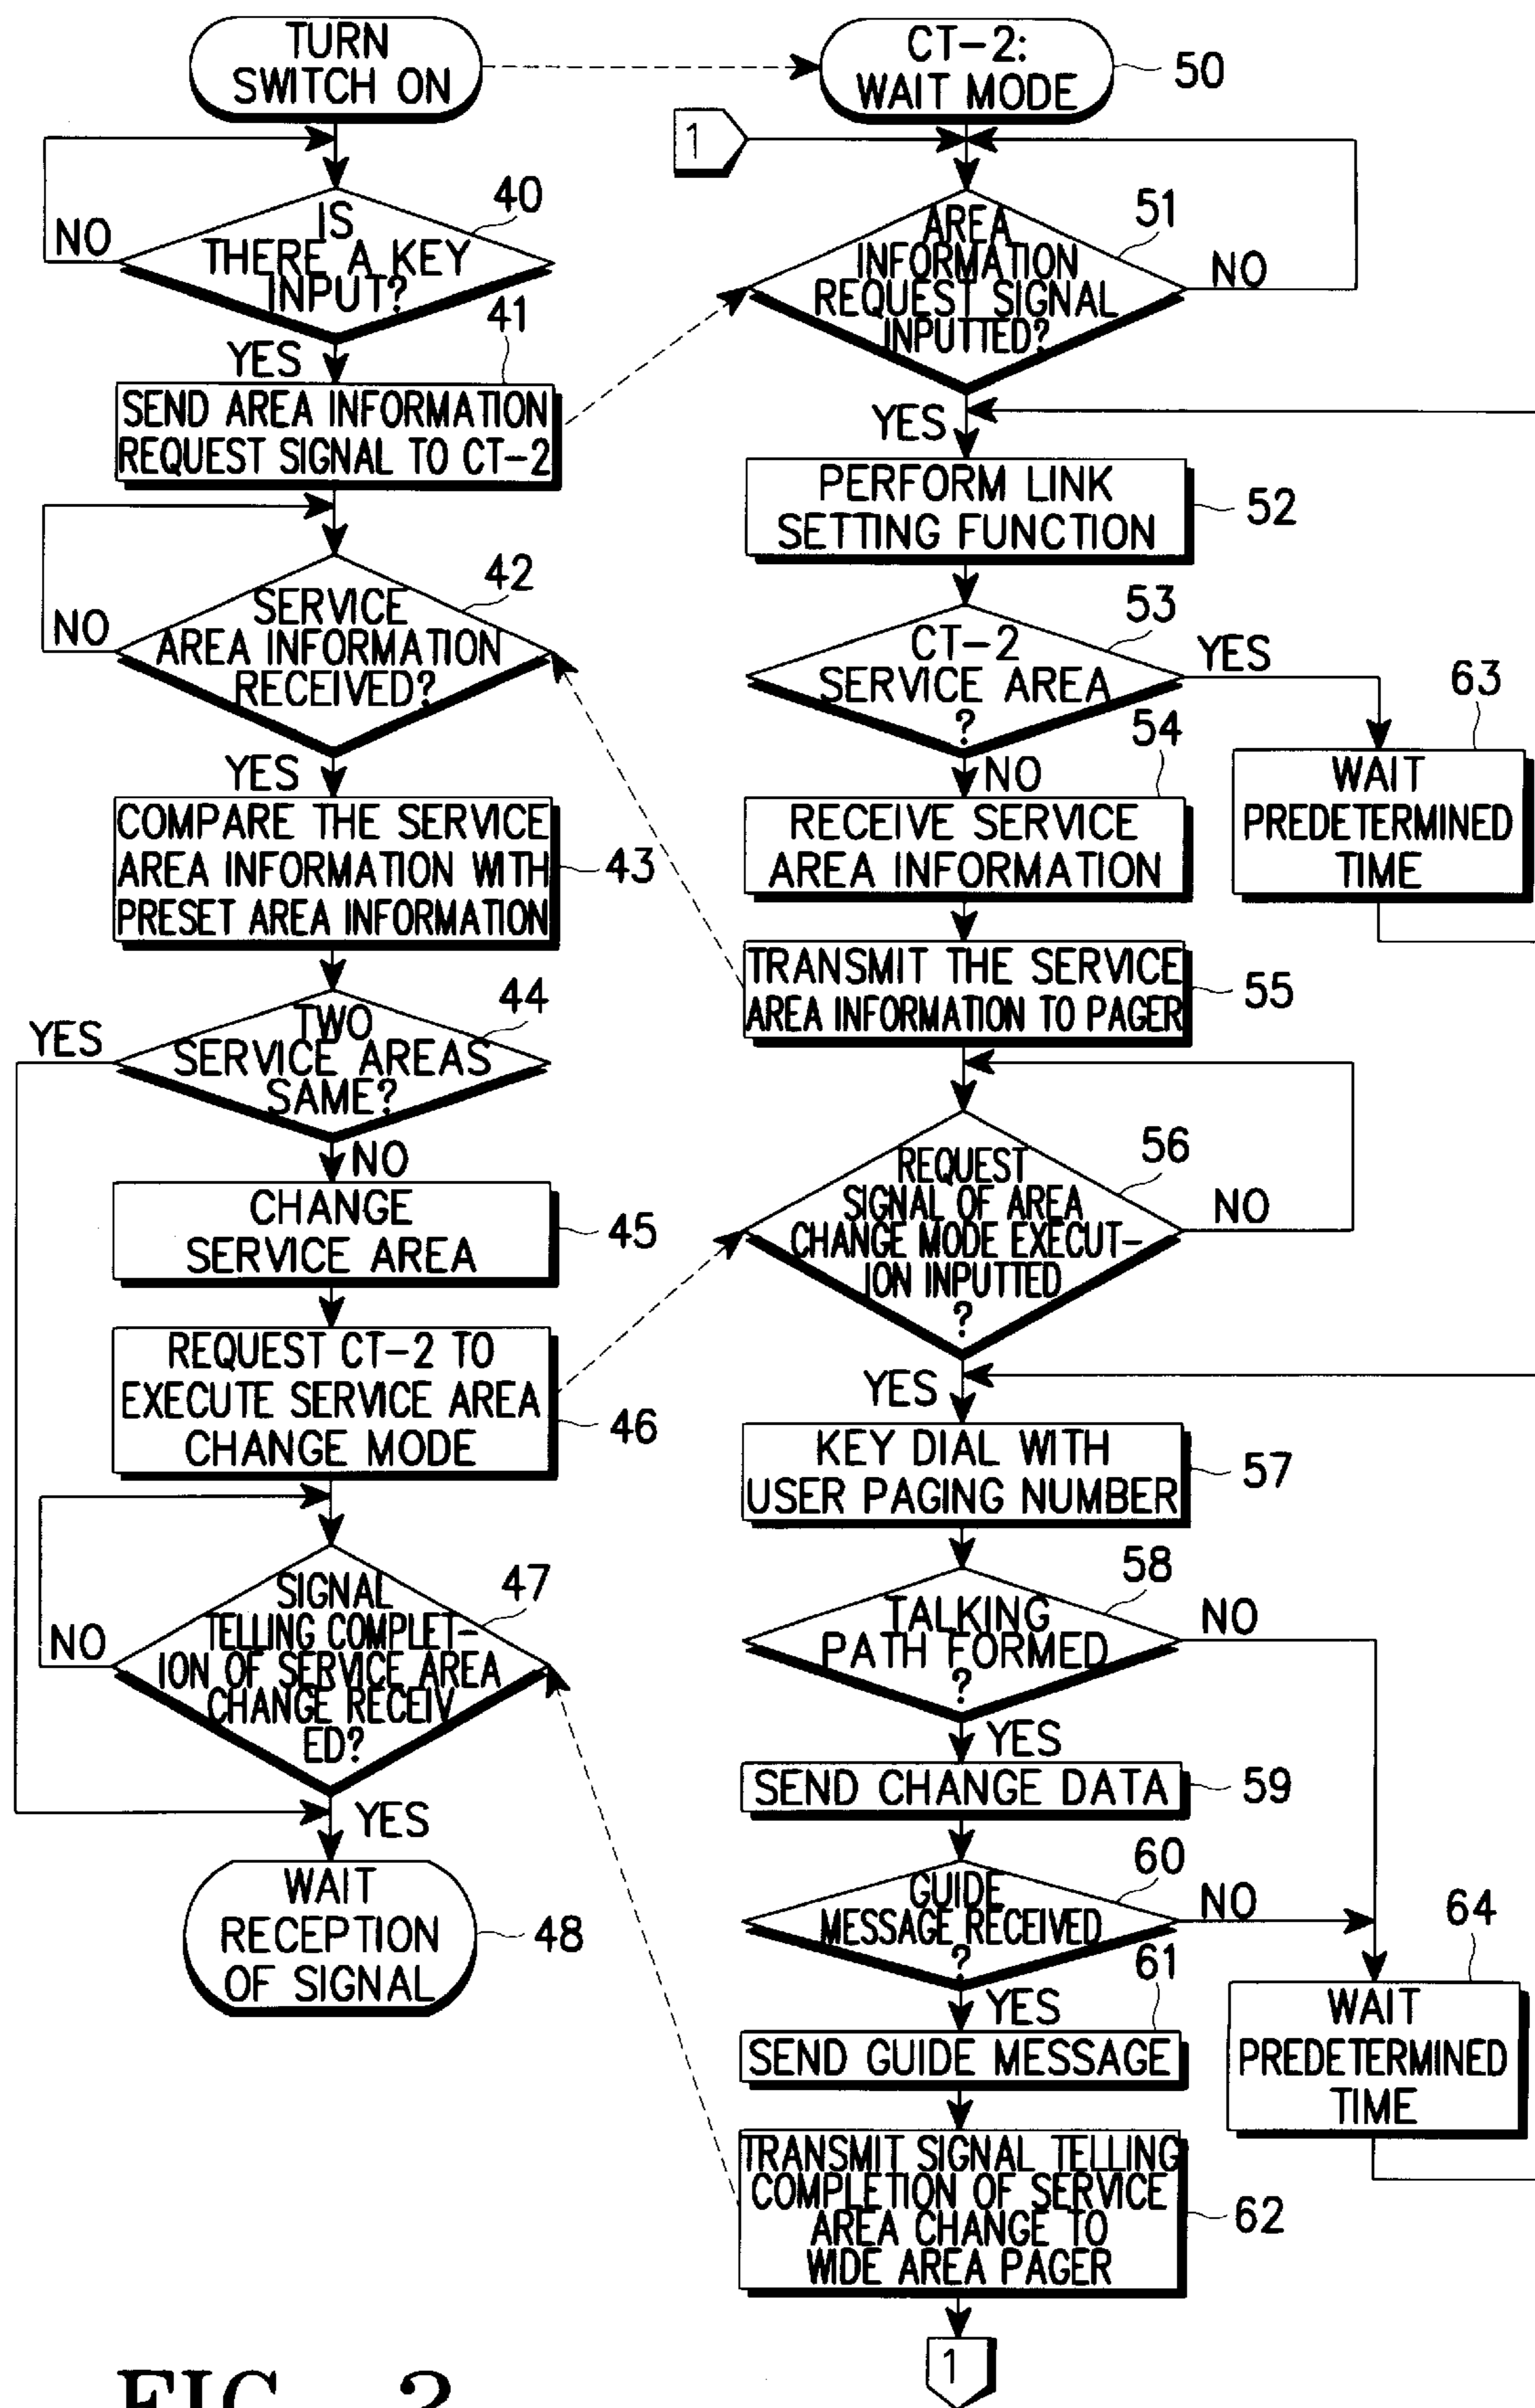 TURN
SWITCH ON
40
IS
THERE A KEY
INPUT?
NO
YES
41
SEND AREA INFORMATION
REQUEST SIGNAL TO CT-2
42
SERVICE
AREA INFORMATION
RECEIVED?
NO
YES
COMPARE THE SERVICE
AREA INFORMATION WITH
PRESET AREA INFORMATION
43
44
TWO
SERVICE AREAS
SAME?
YES
NO
CHANGE
SERVICE AREA
45
REQUEST CT-2 TO
EXECUTE SERVICE AREA
CHANGE MODE
46
47
SIGNAL
TELLING COMPLET-
ION OF SERVICE AREA
CHANGE RECEIV
ED?
NO
YES
WAIT
RECEPTION
OF SIGNAL
48
CT-2:
WAIT MODE
50
1
51
AREA
INFORMATION
REQUEST SIGNAL
INPUTTED?
NO
YES
PERFORM LINK
SETTING FUNCTION
52
53
CT-2
SERVICE AREA
?
YES
NO
54
RECEIVE SERVICE
AREA INFORMATION
63
WAIT
PREDETERMINED
TIME
TRANSMIT THE SERVICE
AREA INFORMATION TO PAGER
55
56
REQUEST
SIGNAL OF AREA
CHANGE MODE EXECUT-
ION INPUTTED
?
NO
YES
KEY DIAL WITH
USER PAGING NUMBER
57
58
TALKING
PATH FORMED
?
NO
YES
SEND CHANGE DATA
59
60
GUIDE
MESSAGE RECEIVED
?
NO
YES
61
SEND GUIDE MESSAGE
64
WAIT
PREDETERMINED
TIME
TRANSMIT SIGNAL TELLING
COMPLETION OF SERVICE
AREA CHANGE TO
WIDE AREA PAGER
62
1